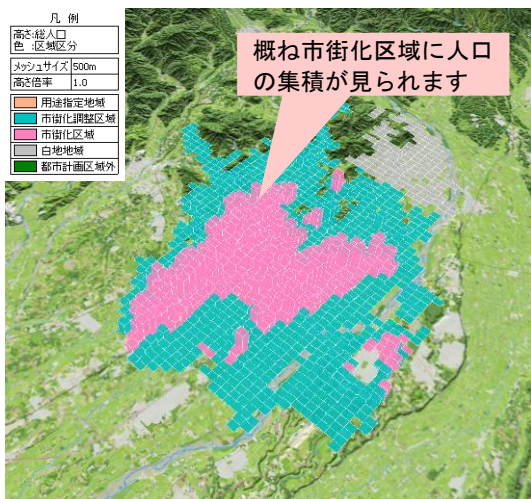 凡 例
高さ:総人口
色 :区域区分
メッシュサイズ 500m
高さ倍率 1.0
用途指定地域
市街化調整区域
市街化区域
白地地域
都市計画区域外
概ね市街化区域に人口
の集積が見られます